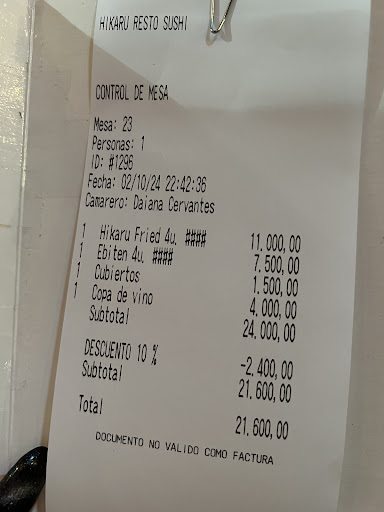 HIKARU RESTO SUSHI
CONTROL DE MESA
Mesa: 23
Personas: 1
ID: #1296
Fecha: 02/10/24 22:42:36
Camarero: Daiana Cervantes
1 Hikaru Fried 4u. #### 11.000,00
1 Ebiten 4u. #### 7.500,00
1 Cubiertos 1.500,00
1 Copa de vino 4.000,00
Subtotal 24.000,00
DESCUENTO 10 % -2.400,00
Subtotal 21.600,00
Total 21.600,00
DOCUMENTO NO VALIDO COMO FACTURA